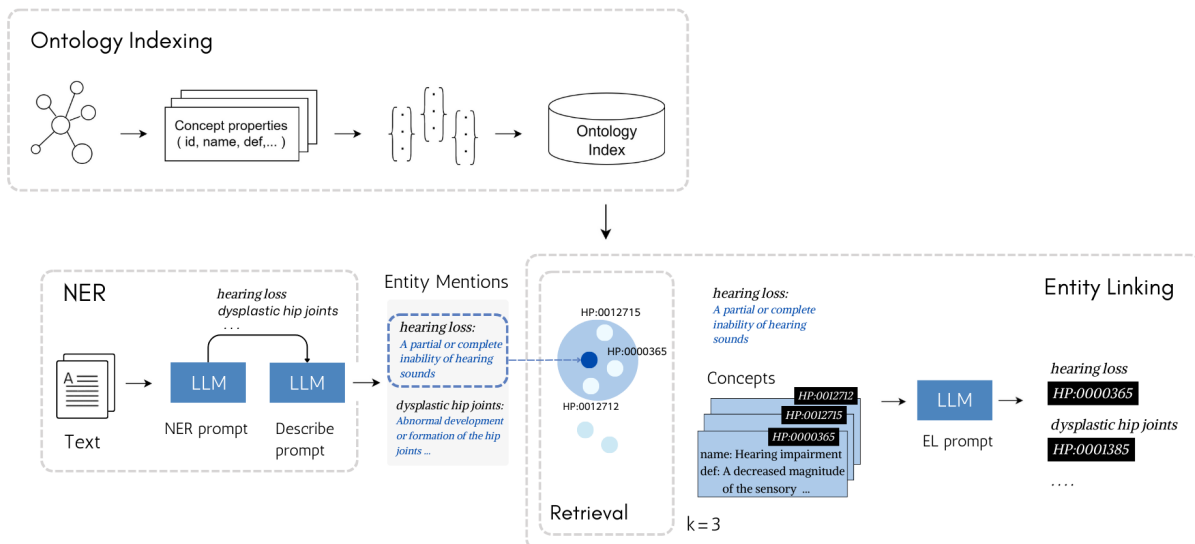 Ontology Indexing
Concept properties
( id, name, def,... )
Ontology
Index
NER
hearing loss
dysplastic hip joints
. . .
A
LLM
LLM
Text
NER prompt
Describe
prompt
Entity Mentions
hearing loss:
A partial or complete
inability of hearing
sounds
dysplastic hip joints:
Abnormal development
or formation of the hip
joints ...
HP:0012715
HP:0000365
HP:0012712
Retrieval
hearing loss:
A partial or complete
inability of hearing
sounds
Concepts
HP:0012712
HP:0012715
HP:0000365
name: Hearing impairment
def: A decreased magnitude
of the sensory ...
k = 3
LLM
EL prompt
Entity Linking
hearing loss
HP:0000365
dysplastic hip joints
HP:0001385
. . . .